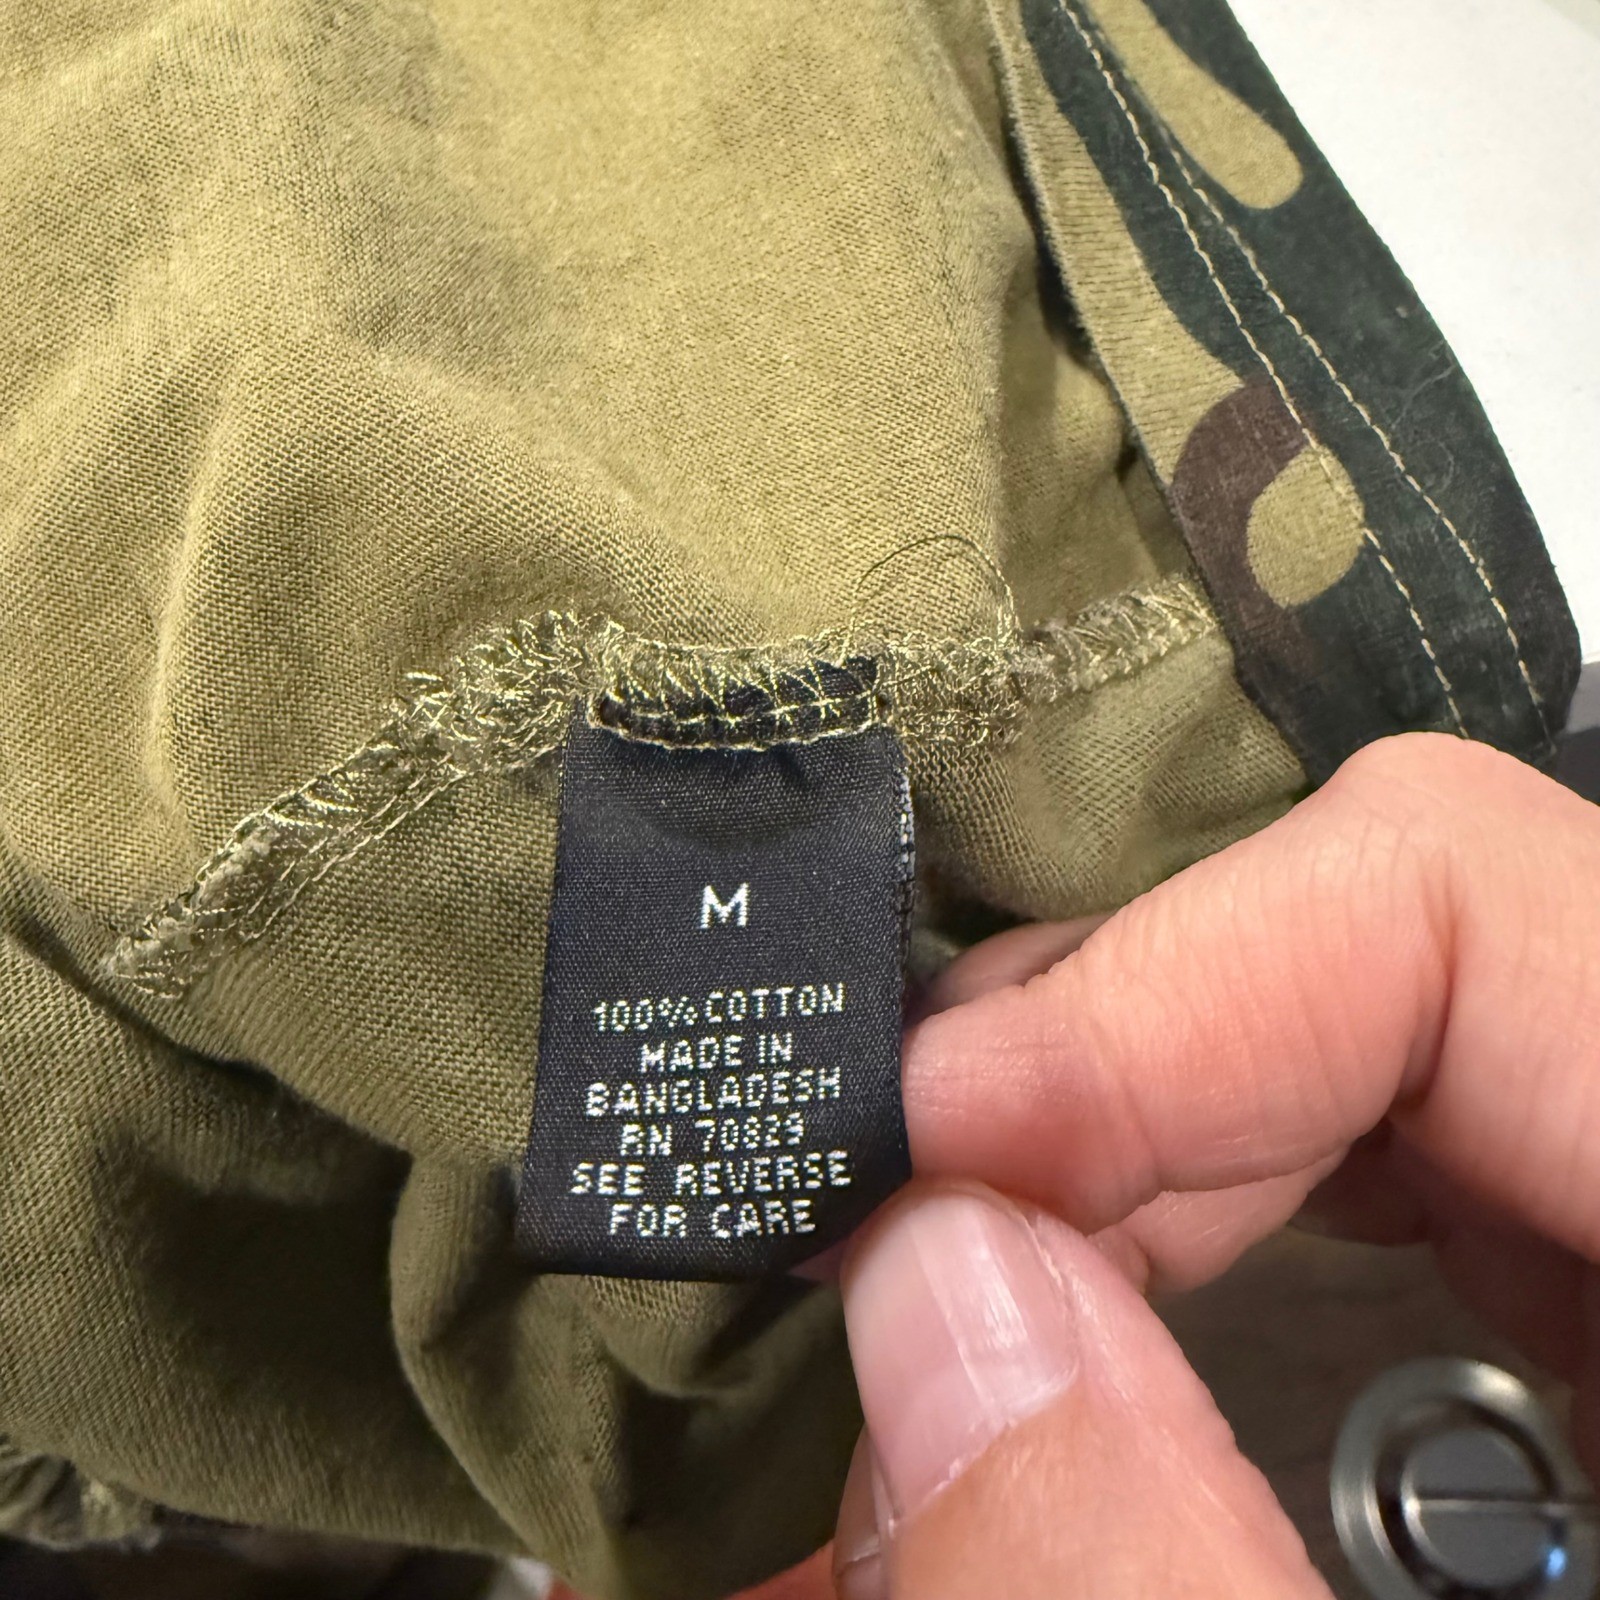 M
100% COTTON
MADE IN
BANGLADESH
RN 70829
SEE REVERSE
FOR CARE